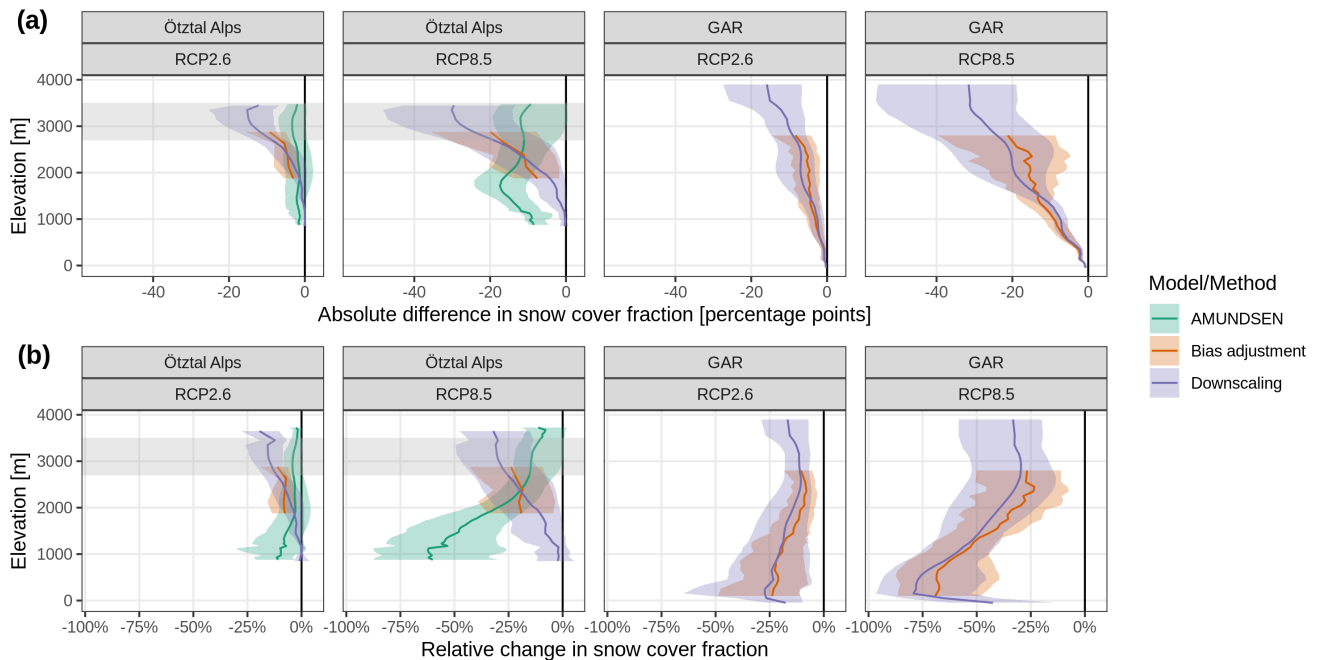 (a)
Ötztal Alps Ötztal Alps GAR GAR
RCP2.6 RCP8.5 RCP2.6 RCP8.5
4000
3000
2000
1000
0
Elevation [m]
-40 -20 0 -40 -20 0 -40 -20 0 -40 -20 0
Absolute difference in snow cover fraction [percentage points]
(b)
Ötztal Alps Ötztal Alps GAR GAR
RCP2.6 RCP8.5 RCP2.6 RCP8.5
4000
3000
2000
1000
0
Elevation [m]
-100% -75% -50% -25% 0% -100% -75% -50% -25% 0% -100% -75% -50% -25% 0% -100% -75% -50% -25% 0%
Relative change in snow cover fraction
Model/Method
AMUNDSEN
Bias adjustment
Downscaling